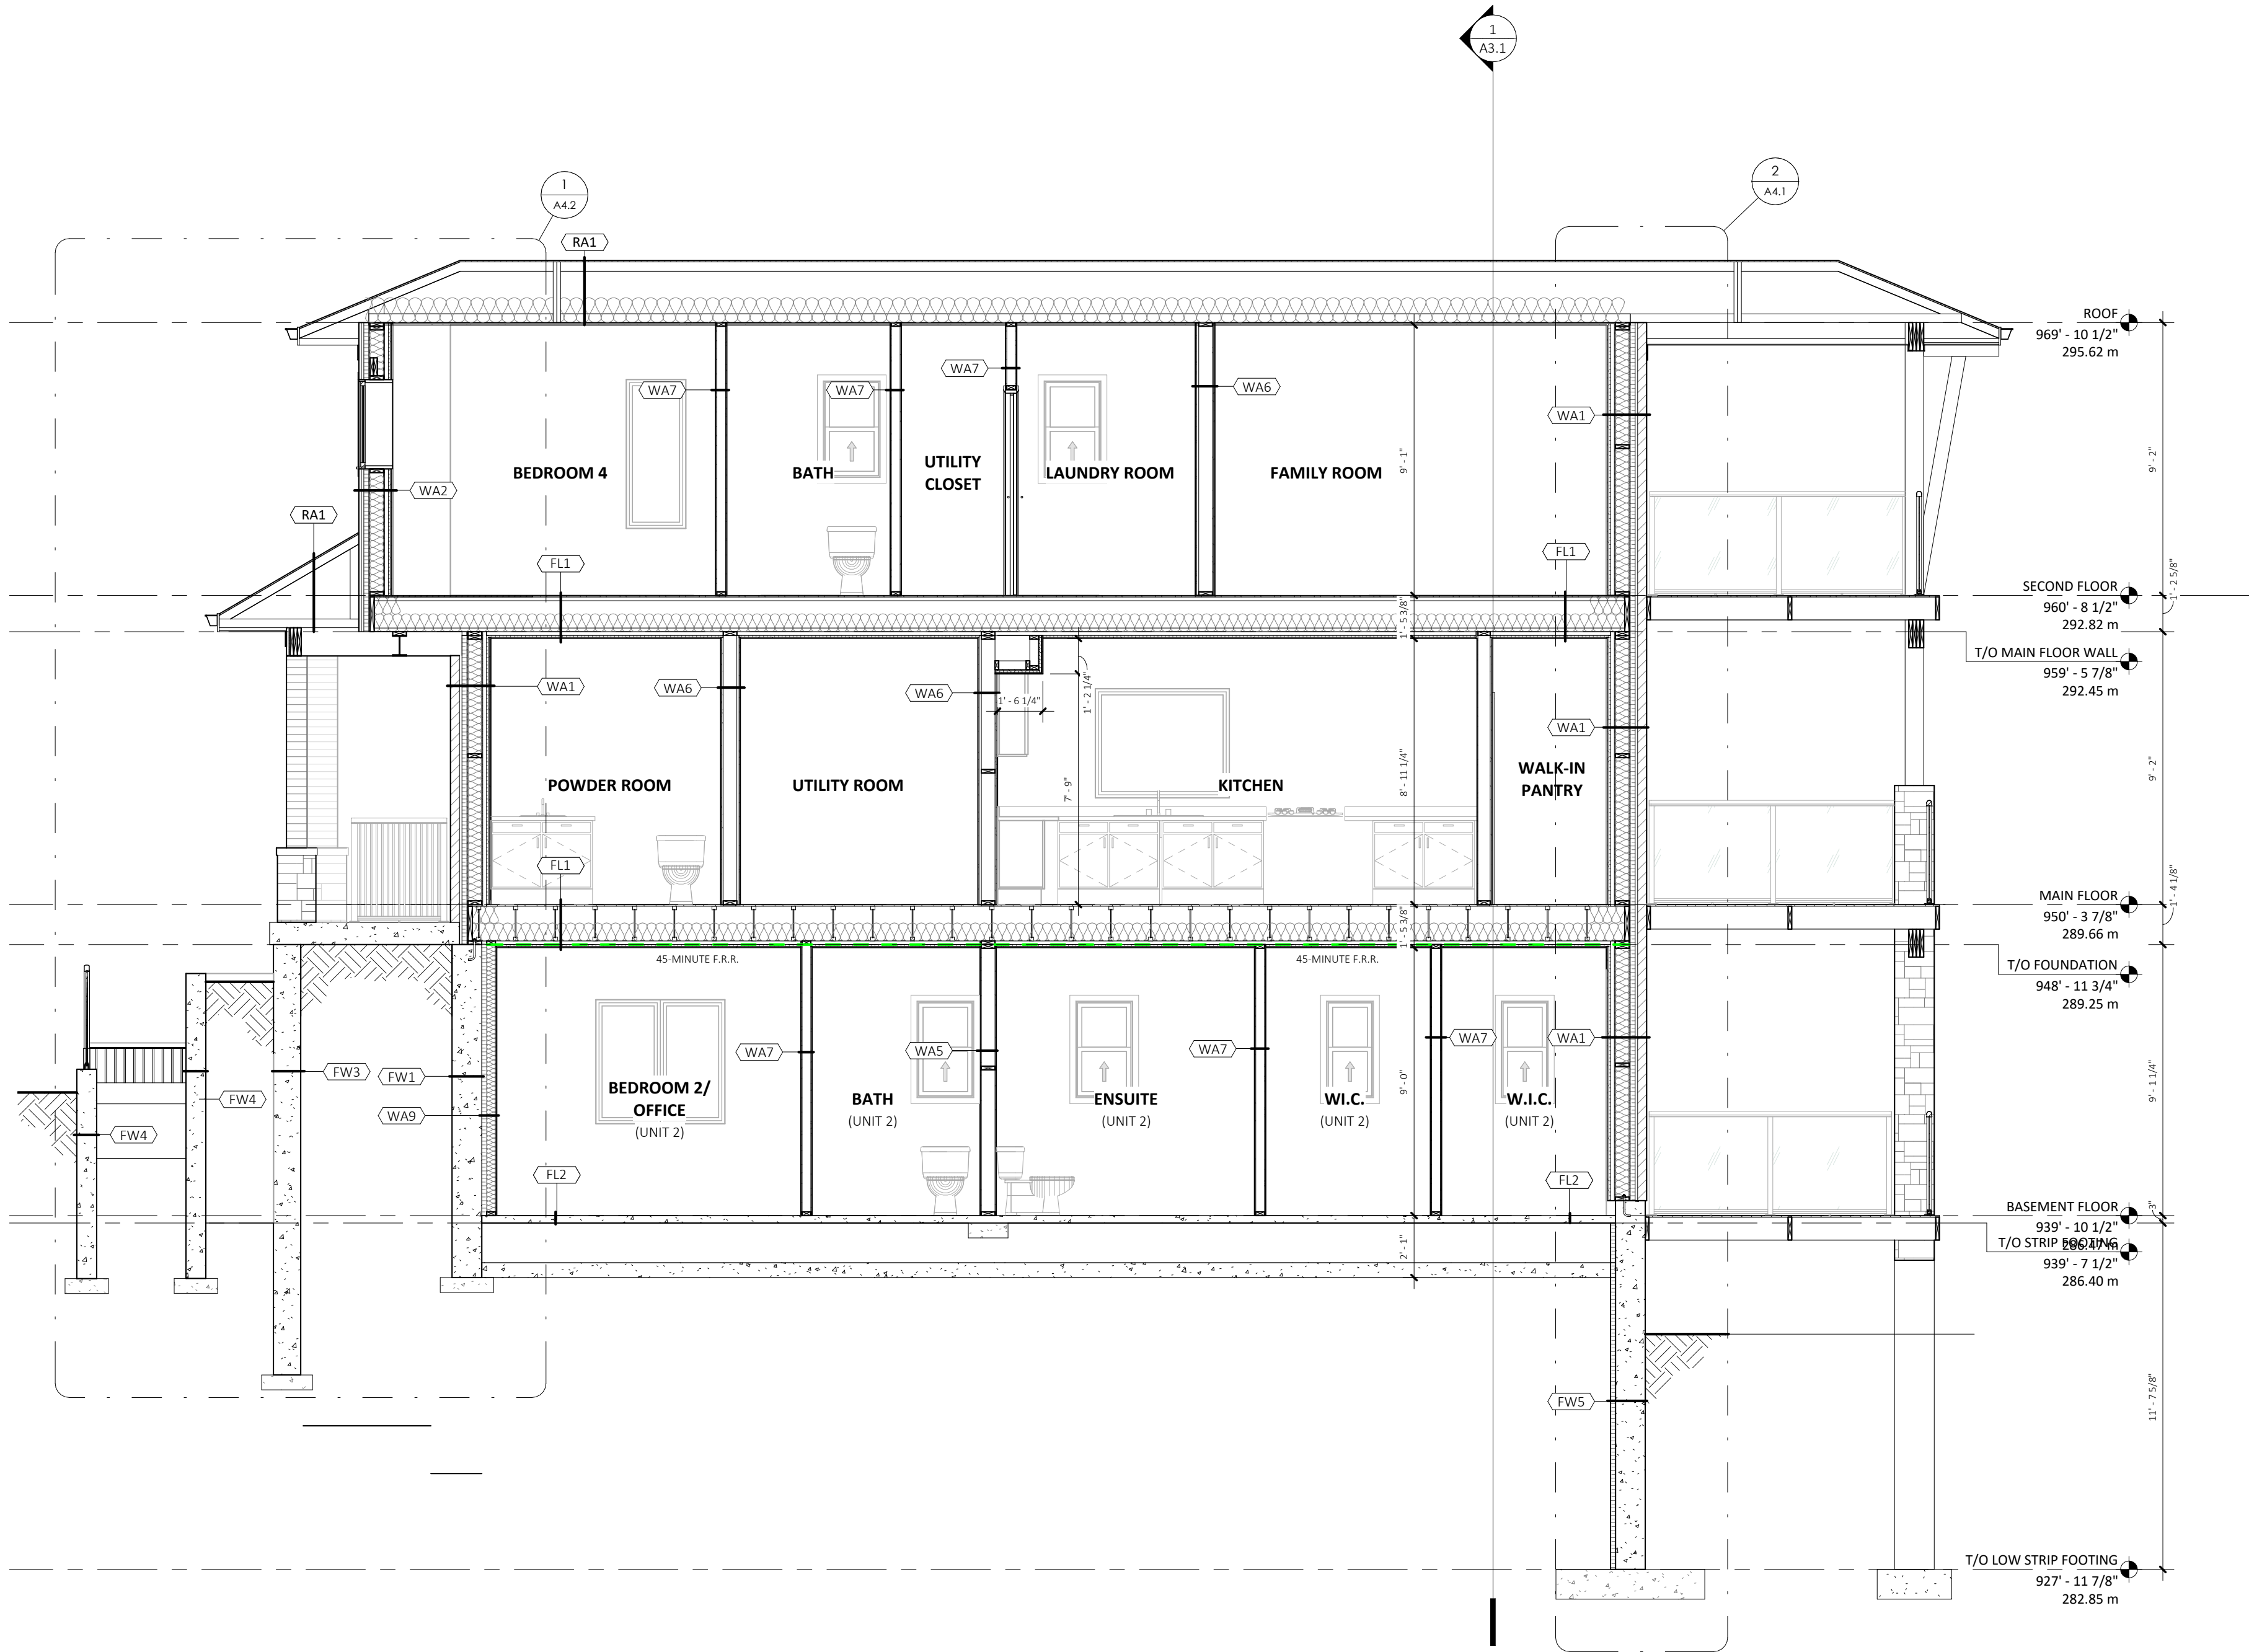 1
A3.1
1
A4.2
2
A4.1
RA1
ROOF
969' - 10 1/2"
295.62 m
WA7
WA7
WA7
WA6
WA1
BEDROOM 4
BATH
UTILITY
CLOSET
LAUNDRY ROOM
FAMILY ROOM
9' - 1"
9' - 2"
WA2
RA1
FL1
FL1
SECOND FLOOR
960' - 8 1/2"
292.82 m
1' - 2 5/8"
1' - 5 3/8"
T/O MAIN FLOOR WALL
959' - 5 7/8"
292.45 m
WA1
WA6
WA6
1' - 6 1/4"
1' - 2 1/4"
WA1
POWDER ROOM
UTILITY ROOM
7' - 9"
KITCHEN
8' - 11 1/4"
WALK-IN
PANTRY
9' - 2"
FL1
MAIN FLOOR
950' - 3 7/8"
289.66 m
1' - 4 1/8"
1' - 5 3/8"
45-MINUTE F.R.R.
45-MINUTE F.R.R.
T/O FOUNDATION
948' - 11 3/4"
289.25 m
WA7
WA5
WA7
WA7
WA1
FW3
FW1
FW4
WA9
FW4
BEDROOM 2/
OFFICE
(UNIT 2)
BATH
(UNIT 2)
ENSUITE
(UNIT 2)
WI.C.
(UNIT 2)
W.I.C.
(UNIT 2)
9' - 0"
9' - 1 1/4"
FL2
FL2
BASEMENT FLOOR
939' - 10 1/2"
286.47 m
3"
T/O STRIP FOOTING
939' - 7 1/2"
286.40 m
2' - 1"
FW5
11' - 7 5/8"
T/O LOW STRIP FOOTING
927' - 11 7/8"
282.85 m